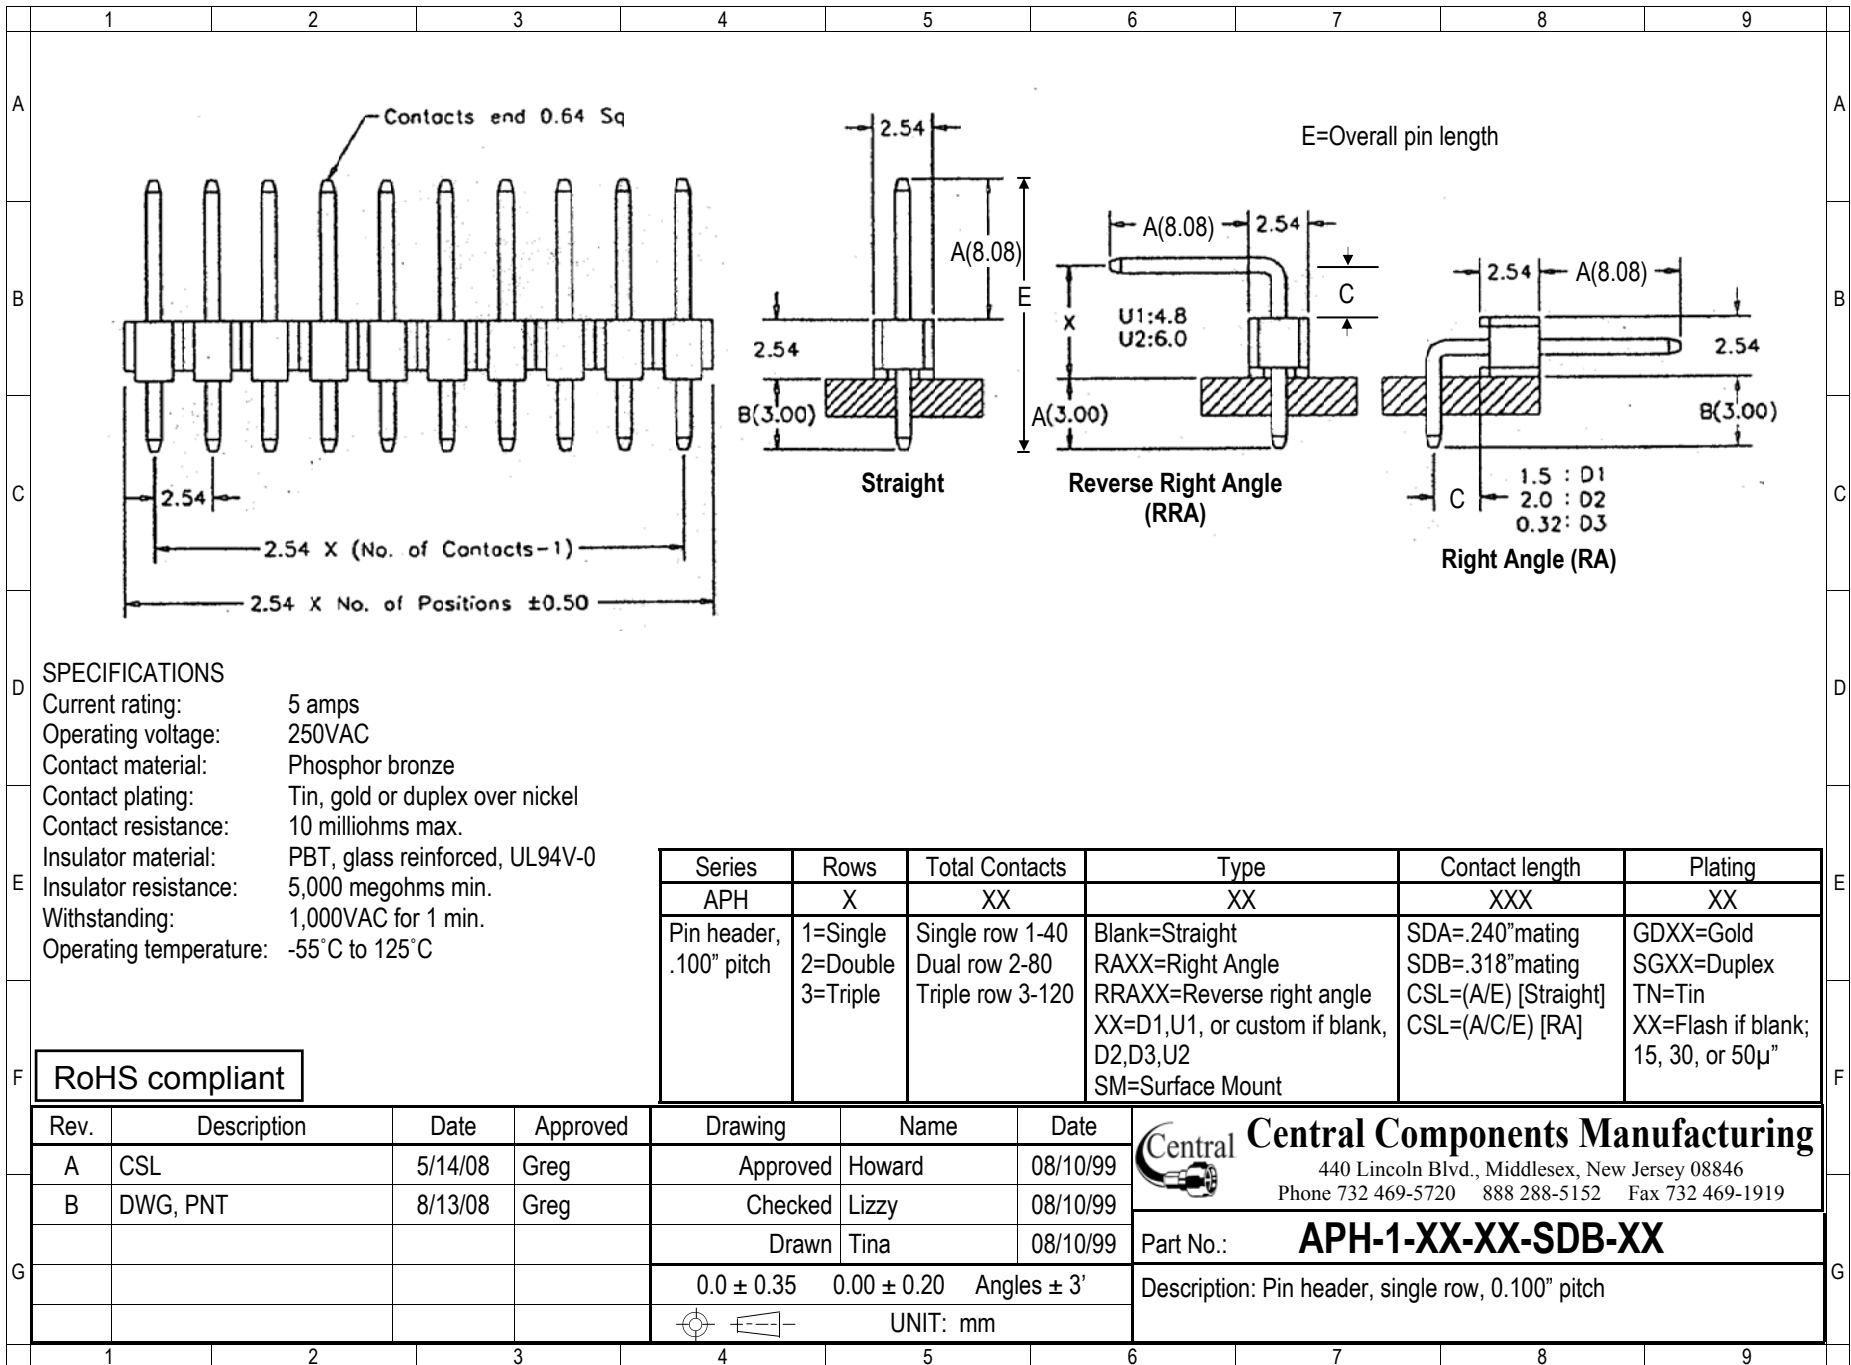 1 2 3 4 5 6 7 8 9
A A
B B
C C
D D
E E
F F
G G
Contacts end 0.64 Sq
2.54
2.54 X (No. of Contacts-1)
2.54 X No. of Positions ±0.50
2.54
A(8.08)
E
2.54
B(3.00)
Straight
E=Overall pin length
A(8.08)
2.54
C
X
U1:4.8
U2:6.0
A(3.00)
Reverse Right Angle
(RRA)
2.54
A(8.08)
2.54
B(3.00)
C
1.5 : D1
2.0 : D2
0.32: D3
Right Angle (RA)
SPECIFICATIONS
Current rating: 5 amps
Operating voltage: 250VAC
Contact material: Phosphor bronze
Contact plating: Tin, gold or duplex over nickel
Contact resistance: 10 milliohms max.
Insulator material: PBT, glass reinforced, UL94V-0
Insulator resistance: 5,000 megohms min.
Withstanding: 1,000VAC for 1 min.
Operating temperature: -55˚C to 125˚C
RoHS compliant
Series Rows Total Contacts Type Contact length Plating
APH X XX XX XXX XX
Pin header, 1=Single Single row 1-40 Blank=Straight SDA=.240”mating GDXX=Gold
.100” pitch 2=Double Dual row 2-80 RAXX=Right Angle SDB=.318”mating SGXX=Duplex
3=Triple Triple row 3-120 RRAXX=Reverse right angle CSL=(A/E) [Straight] TN=Tin
XX=D1,U1, or custom if blank, CSL=(A/C/E) [RA] XX=Flash if blank;
D2,D3,U2 15, 30, or 50µ”
SM=Surface Mount
Rev. Description Date Approved
A CSL 5/14/08 Greg
B DWG, PNT 8/13/08 Greg
Drawing Name Date
Approved Howard 08/10/99
Checked Lizzy 08/10/99
Drawn Tina 08/10/99
0.0 ± 0.35 0.00 ± 0.20 Angles ± 3’
UNIT: mm
Central
Central Components Manufacturing
440 Lincoln Blvd., Middlesex, New Jersey 08846
Phone 732 469-5720 888 288-5152 Fax 732 469-1919
Part No.: APH-1-XX-XX-SDB-XX
Description: Pin header, single row, 0.100” pitch
1 2 3 4 5 6 7 8 9